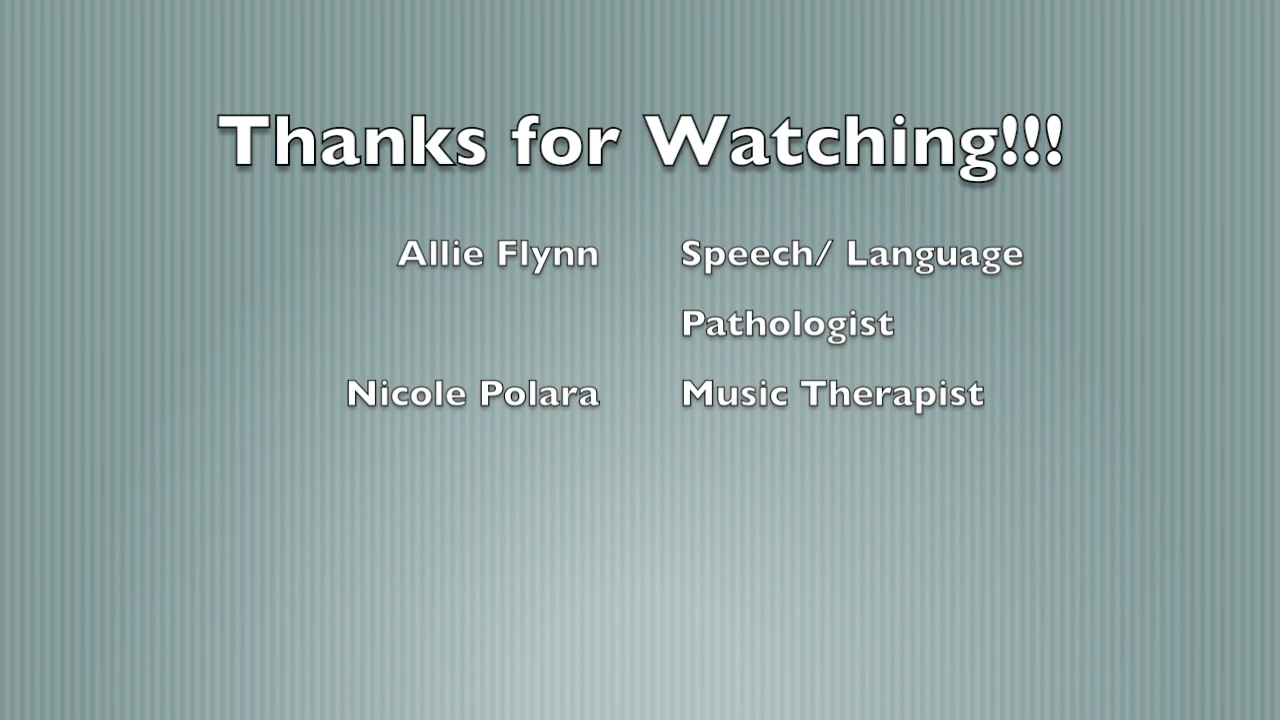 Thanks for Watching!!!
Allie Flynn Speech/ Language
Pathologist
Nicole Polara Music Therapist